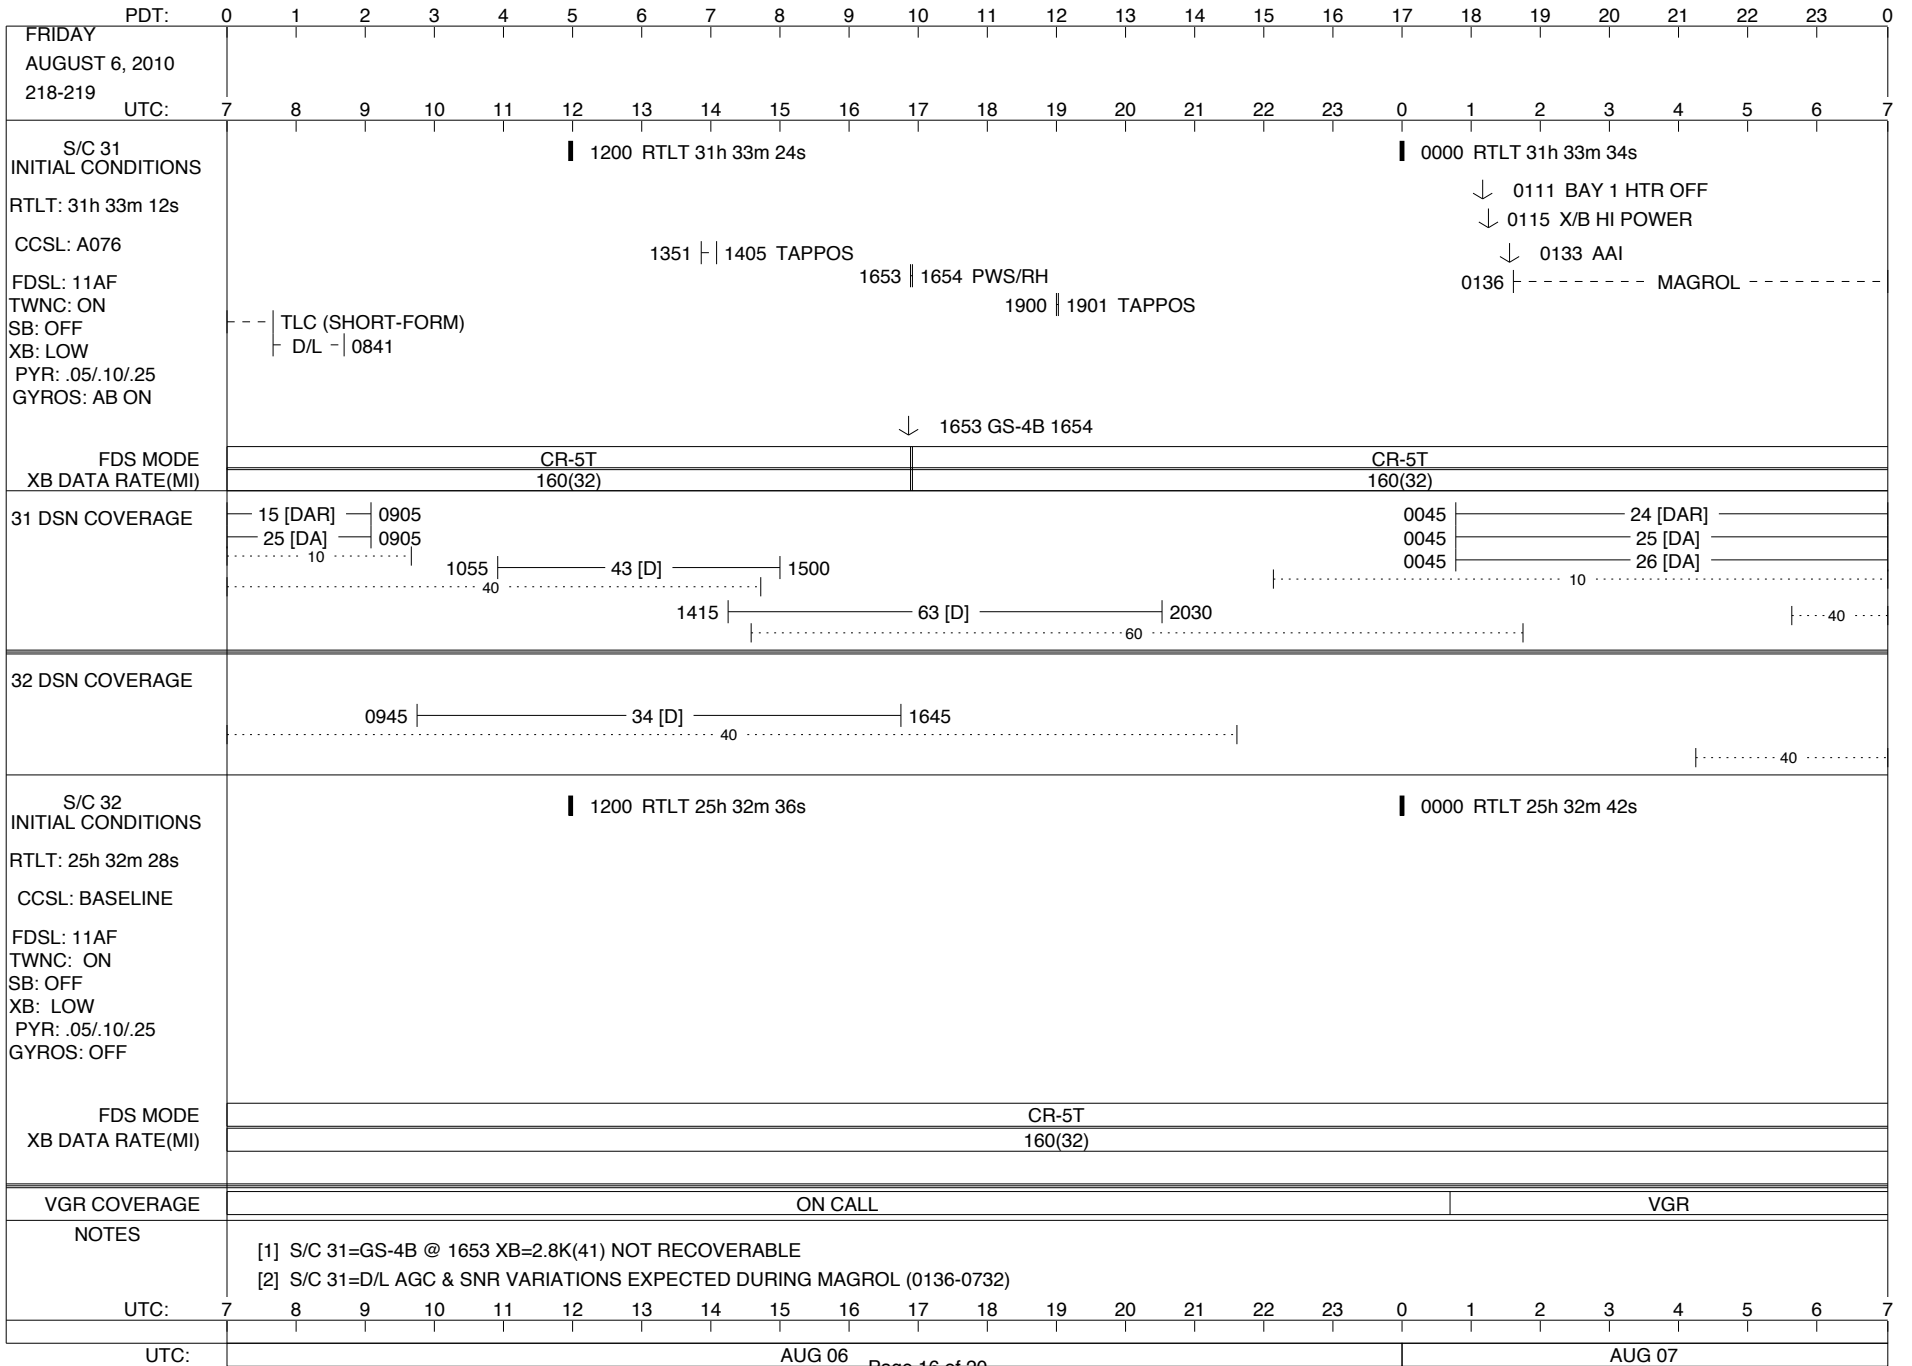 PDT: 0 1 2 3 4 5 6 7 8 9 10 11 12 13 14 15 16 17 18 19 20 21 22 23 0
FRIDAY
AUGUST 6, 2010
218-219
UTC: 7 8 9 10 11 12 13 14 15 16 17 18 19 20 21 22 23 0 1 2 3 4 5 6 7
S/C 31
INITIAL CONDITIONS
1200 RTLT 31h 33m 24s
0000 RTLT 31h 33m 34s
0111 BAY 1 HTR OFF
RTLT: 31h 33m 12s
0115 X/B HI POWER
CCSL: A076
1351 1405 TAPPOS
0133 AAI
FDSL: 11AF
1653 1654 PWS/RH
0136 MAGROL
TWNC: ON
1900 1901 TAPPOS
SB: OFF
TLC (SHORT-FORM)
XB: LOW
D/L 0841
PYR: .05/.10/.25
GYROS: AB ON
1653 GS-4B 1654
FDS MODE CR-5T CR-5T
XB DATA RATE(MI) 160(32) 160(32)
31 DSN COVERAGE
15 [DAR] 0905
0045 24 [DAR]
25 [DA] 0905
0045 25 [DA]
10
0045 26 [DA]
1055 43 [D] 1500
10
40
1415 63 [D] 2030
40
60
32 DSN COVERAGE
0945 34 [D] 1645
40
40
S/C 32
INITIAL CONDITIONS
1200 RTLT 25h 32m 36s
0000 RTLT 25h 32m 42s
RTLT: 25h 32m 28s
CCSL: BASELINE
FDSL: 11AF
TWNC: ON
SB: OFF
XB: LOW
PYR: .05/.10/.25
GYROS: OFF
FDS MODE CR-5T
XB DATA RATE(MI) 160(32)
VGR COVERAGE ON CALL VGR
NOTES
[1] S/C 31=GS-4B @ 1653 XB=2.8K(41) NOT RECOVERABLE
[2] S/C 31=D/L AGC & SNR VARIATIONS EXPECTED DURING MAGROL (0136-0732)
UTC: 7 8 9 10 11 12 13 14 15 16 17 18 19 20 21 22 23 0 1 2 3 4 5 6 7
UTC: AUG 06 AUG 07
Page 16 of 20